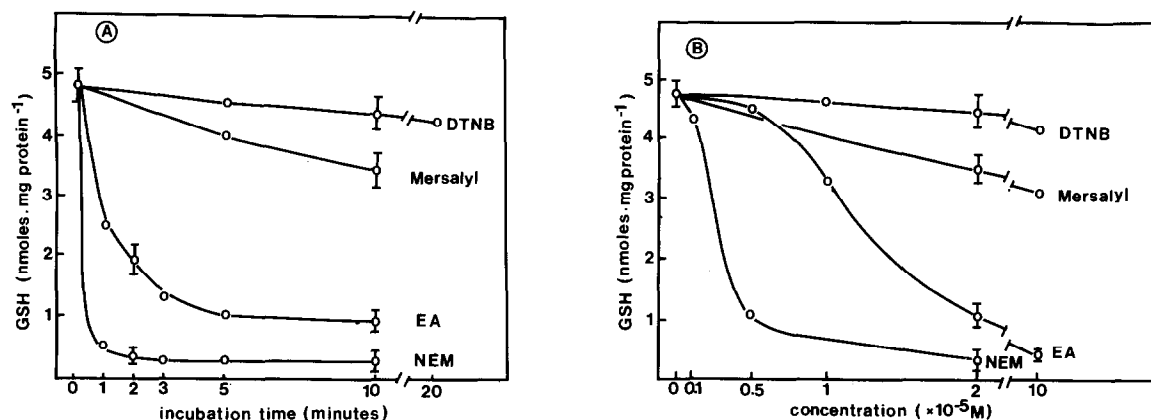 A
GSH (nmoles. mg protein-1)
5
4
3
2
1
DTNB
Mersalyl
EA
NEM
0 1 2 3 5 10 20
incubation time (minutes)
B
GSH (nmoles·mg protein-1)
5
4
3
2
1
DTNB
Mersalyl
EA
NEM
0 0.1 0.5 1 2 10
concentration (×10-5M)